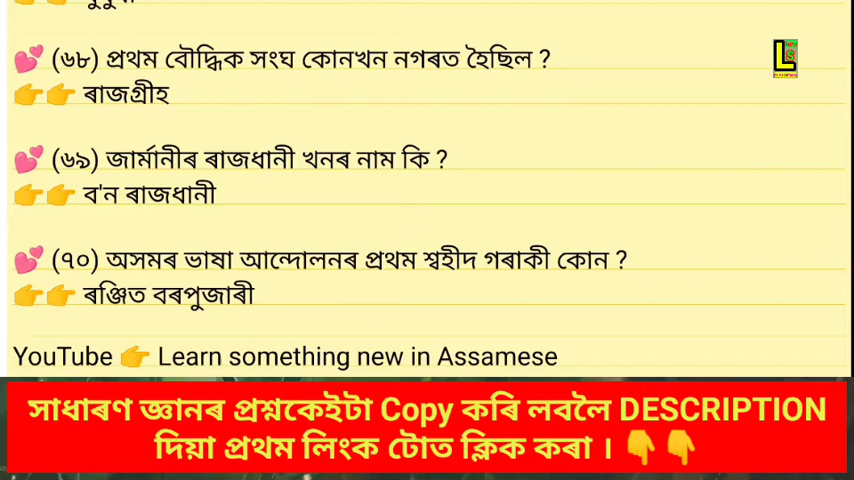 (৬৮) প্ৰথম বৌদ্ধিক সংঘ কোনখন নগৰত হৈছিল ?
ৰাজগ্ৰীহ
(৬৯) জাৰ্মানীৰ ৰাজধানী খনৰ নাম কি ?
ব'ন ৰাজধানী
(৭০) অসমৰ ভাষা আন্দোলনৰ প্ৰথম শ্বহীদ গৰাকী কোন ?
ৰঞ্জিত বৰপুজাৰী
YouTube 👉 Learn something new in Assamese
সাধাৰণ জ্ঞানৰ প্ৰশ্নকেইটা Copy কৰি লবলৈ DESCRIPTION
দিয়া প্ৰথম লিংক টোত ক্লিক কৰা । 👇👇